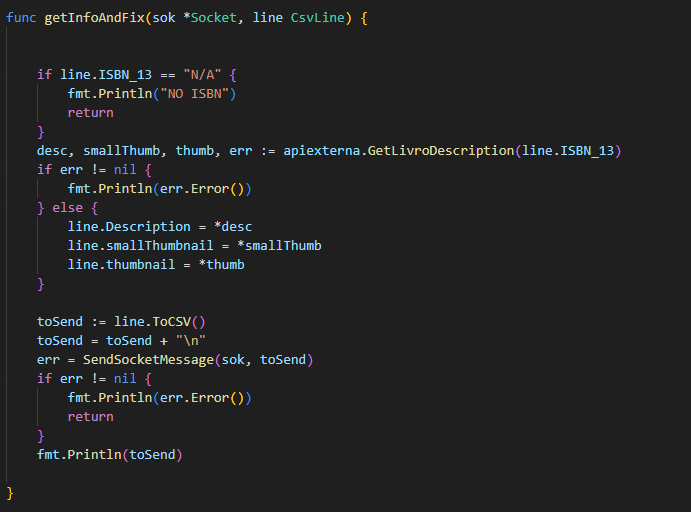 func getInfoAndFix(sok *Socket, line CsvLine) {
if line.ISBN_13 == "N/A" {
fmt.Println("NO ISBN")
return
}
desc, smallThumb, thumb, err := apiexterna.GetLivroDescription(line.ISBN_13)
if err != nil {
fmt.Println(err.Error())
} else {
line.Description = *desc
line.smallThumbnail = *smallThumb
line.thumbnail = *thumb
}
toSend := line.ToCSV()
toSend = toSend + "\n"
err = SendSocketMessage(sok, toSend)
if err != nil {
fmt.Println(err.Error())
return
}
fmt.Println(toSend)
}